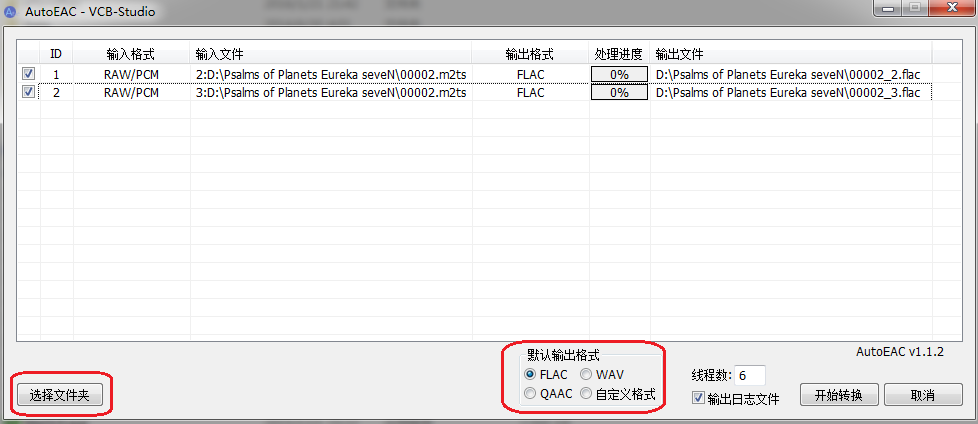 AutoEAC - VCB-Studio
ID 输入格式 输入文件 输出格式 处理进度 输出文件
1 RAW/PCM 2:D:\Psalms of Planets Eureka seveN\00002.m2ts FLAC 0% D:\Psalms of Planets Eureka seveN\00002_2.flac
2 RAW/PCM 3:D:\Psalms of Planets Eureka seveN\00002.m2ts FLAC 0% D:\Psalms of Planets Eureka seveN\00002_3.flac
AutoEAC v1.1.2
默认输出格式
FLAC WAV
QAAC 自定义格式
线程数: 6
输出日志文件
选择文件夹
开始转换
取消